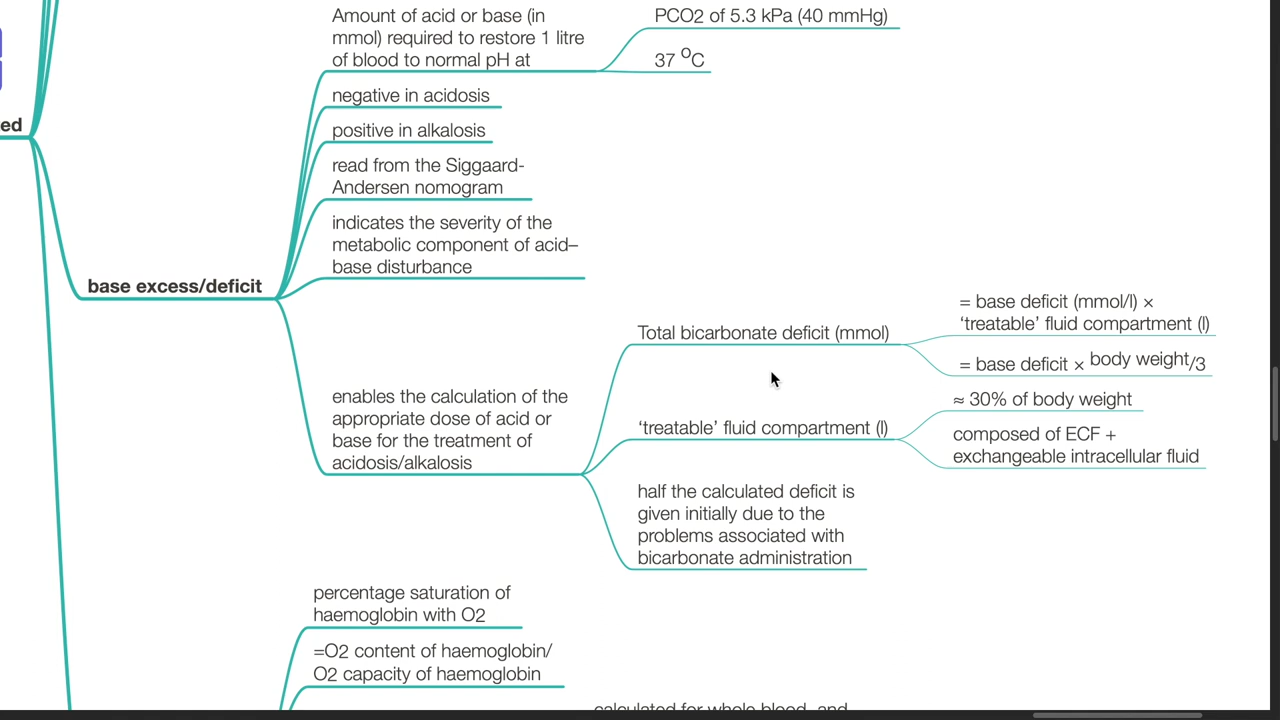 Amount of acid or base (in
mmol) required to restore 1 litre
of blood to normal pH at
PCO2 of 5.3 kPa (40 mmHg)
37 ᴼC
negative in acidosis
positive in alkalosis
read from the Siggaard-
Andersen nomogram
indicates the severity of the
metabolic component of acid–
base disturbance
ed
base excess/deficit
enables the calculation of the
appropriate dose of acid or
base for the treatment of
acidosis/alkalosis
Total bicarbonate deficit (mmol)
= base deficit (mmol/l) ×
‘treatable’ fluid compartment (l)
= base deficit × body weight/3
‘treatable’ fluid compartment (l)
≈ 30% of body weight
composed of ECF +
exchangeable intracellular fluid
half the calculated deficit is
given initially due to the
problems associated with
bicarbonate administration
percentage saturation of
haemoglobin with O2
=O2 content of haemoglobin/
O2 capacity of haemoglobin
calculated for whole blood, and